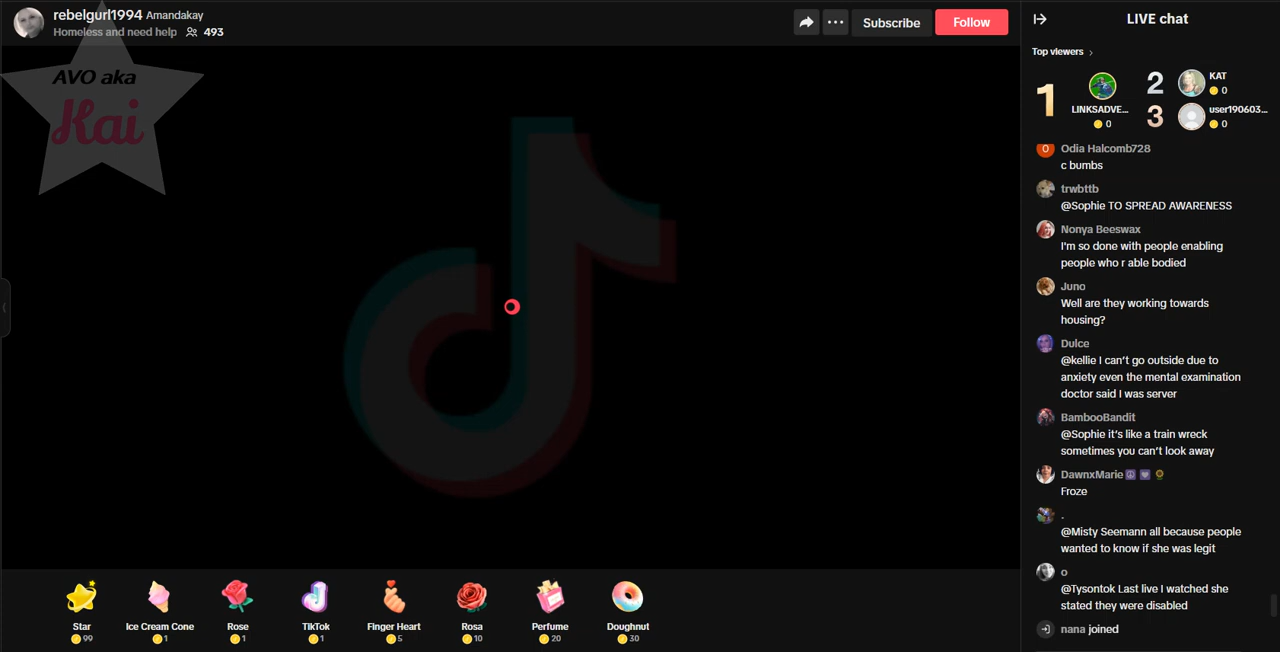 rebelgurl1994 Amandakay
Homeless and need help 493
Subscribe
Follow
AVO aka
Kai
LIVE chat
Top viewers
1
LINKSADVE...
0
2
KAT
0
3
user190603...
0
O
Odia Halcomb728
c bumbs
trwbttb
@Sophie TO SPREAD AWARENESS
Nonya Beeswax
I'm so done with people enabling
people who r able bodied
Juno
Well are they working towards
housing?
Dulce
@kellie I can't go outside due to
anxiety even the mental examination
doctor said I was server
BambooBandit
@Sophie it's like a train wreck
sometimes you can't look away
DawnxMarie
Froze
.
@Misty Seemann all because people
wanted to know if she was legit
o
@Tysontok Last live I watched she
stated they were disabled
nana joined
Star
99
Ice Cream Cone
1
Rose
1
TikTok
1
Finger Heart
5
Rosa
10
Perfume
20
Doughnut
30